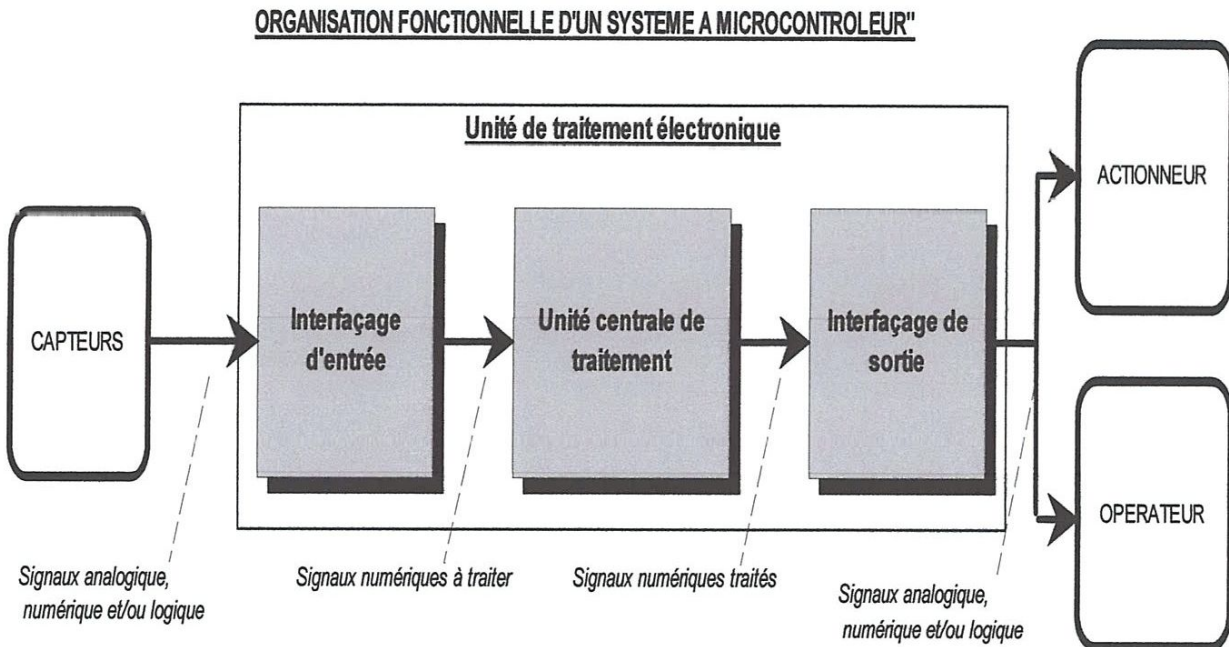 ORGANISATION FONCTIONNELLE D'UN SYSTEME A MICROCONTROLEUR"
Unité de traitement électronique
CAPTEURS
Interfaçage
d'entrée
Unité centrale de
traitement
Interfaçage de
sortie
ACTIONNEUR
OPERATEUR
Signaux analogique,
numérique et/ou logique
Signaux numériques à traiter
Signaux numériques traités
Signaux analogique,
numérique et/ou logique